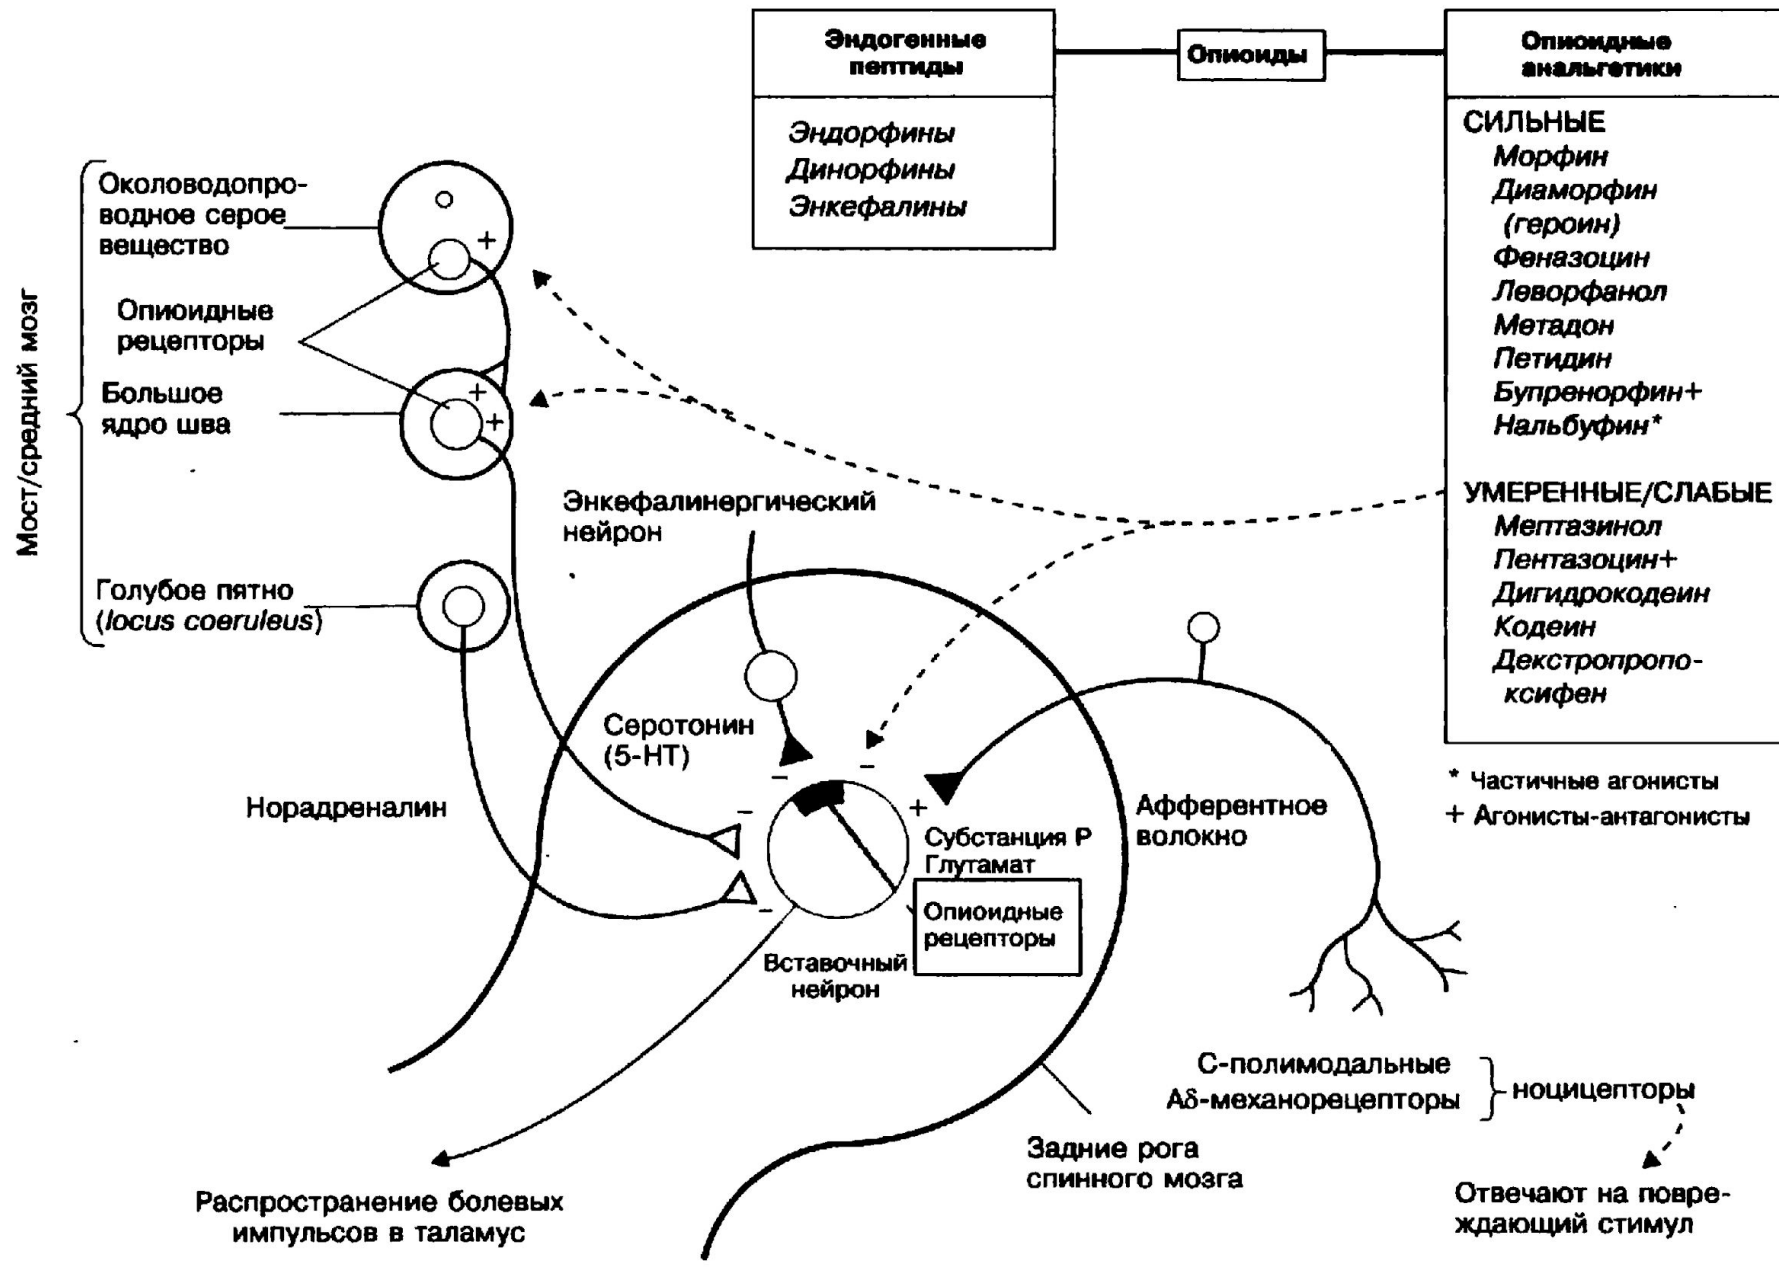 Эндогенные
пептиды
Эндорфины
Динорфины
Энкефалины
Опиоиды
Опиоидные
анальгетики
СИЛЬНЫЕ
Морфин
Диаморфин
(героин)
Феназоцин
Леворфанол
Метадон
Петидин
Бупренорфин+
Нальбуфин*
УМЕРЕННЫЕ/СЛАБЫЕ
Мептазинол
Пентазоцин+
Дигидрокодеин
Кодеин
Декстропропо-
ксифен
* Частичные агонисты
+ Агонисты-антагонисты
Мост/средний мозг
Околоводопро-
водное серое
вещество
+
Опиоидные
рецепторы
Большое
ядро шва
+
+
Голубое пятно
(locus coeruleus)
Энкефалинергический
нейрон
Серотонин
(5-НТ)
Норадреналин
–
–
–
–
+
Субстанция Р
Глутамат
Опиоидные
рецепторы
Вставочный
нейрон
Афферентное
волокно
С-полимодальные
Аδ-механорецепторы
ноцицепторы
Задние рога
спинного мозга
Отвечают на повре-
ждающий стимул
Распространение болевых
импульсов в таламус